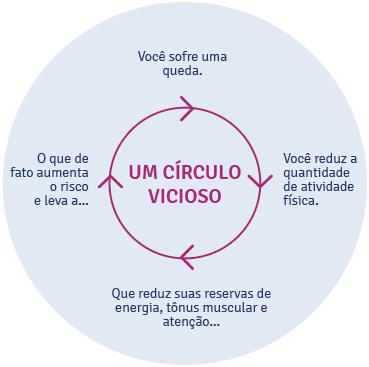 Você sofre uma
queda.
Você reduz a
quantidade
de atividade
física.
Que reduz suas reservas de
energia, tônus muscular e
atenção...
O que de
fato aumenta
o risco
e leva a...
UM CÍRCULO
VICIOSO